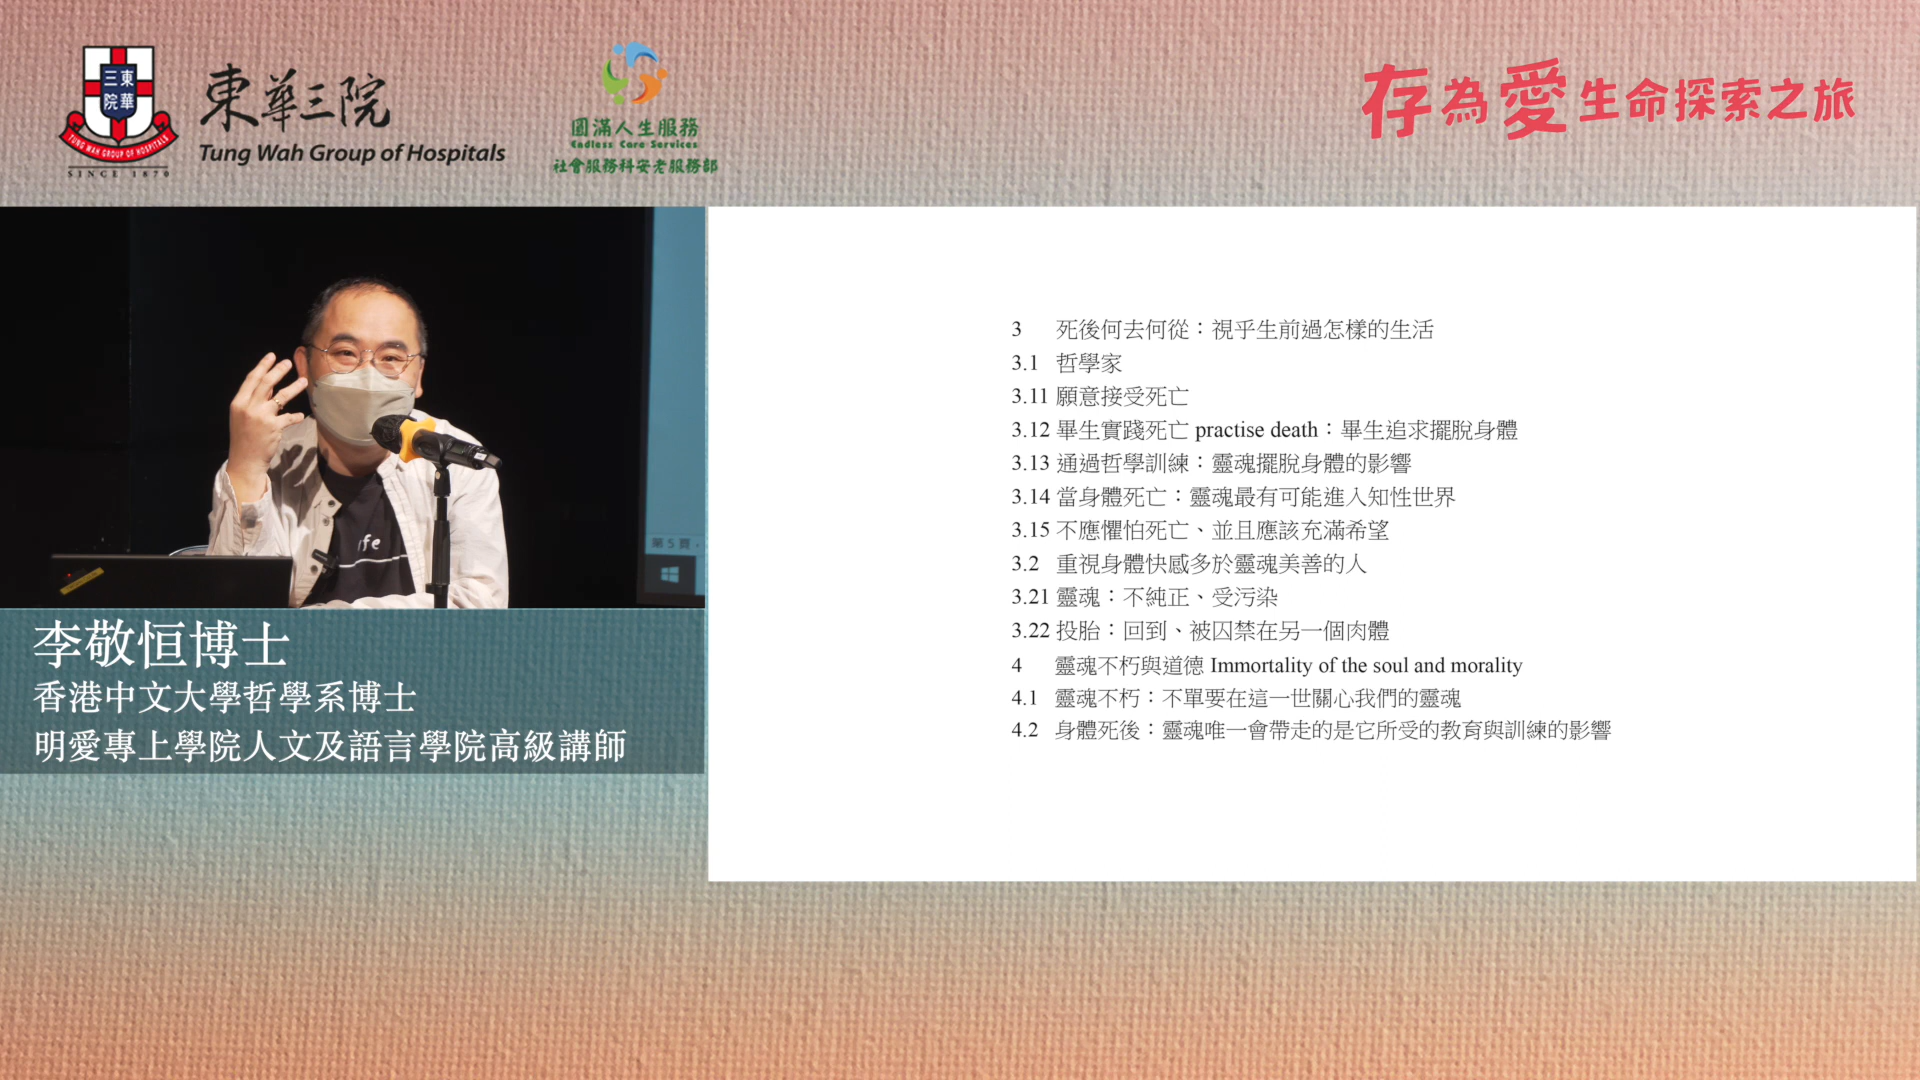 東華三院
TUNG WAH GROUP OF HOSPITALS
SINCE 1870
東華三院
Tung Wah Group of Hospitals
圓滿人生服務
Endless Care Services
社會服務科安老服務部
存為愛生命探索之旅
3 死後何去何從：視乎生前過怎樣的生活
3.1 哲學家
3.11 願意接受死亡
3.12 畢生實踐死亡 practise death：畢生追求擺脫身體
3.13 通過哲學訓練：靈魂擺脫身體的影響
3.14 當身體死亡：靈魂最有可能進入知性世界
3.15 不應懼怕死亡、並且應該充滿希望
3.2 重視身體快感多於靈魂美善的人
3.21 靈魂：不純正、受污染
3.22 投胎：回到、被囚禁在另一個肉體
4 靈魂不朽與道德 Immortality of the soul and morality
4.1 靈魂不朽：不單要在這一世關心我們的靈魂
4.2 身體死後：靈魂唯一會帶走的是它所受的教育與訓練的影響
第 5 頁，
李敬恒博士
香港中文大學哲學系博士
明愛專上學院人文及語言學院高級講師